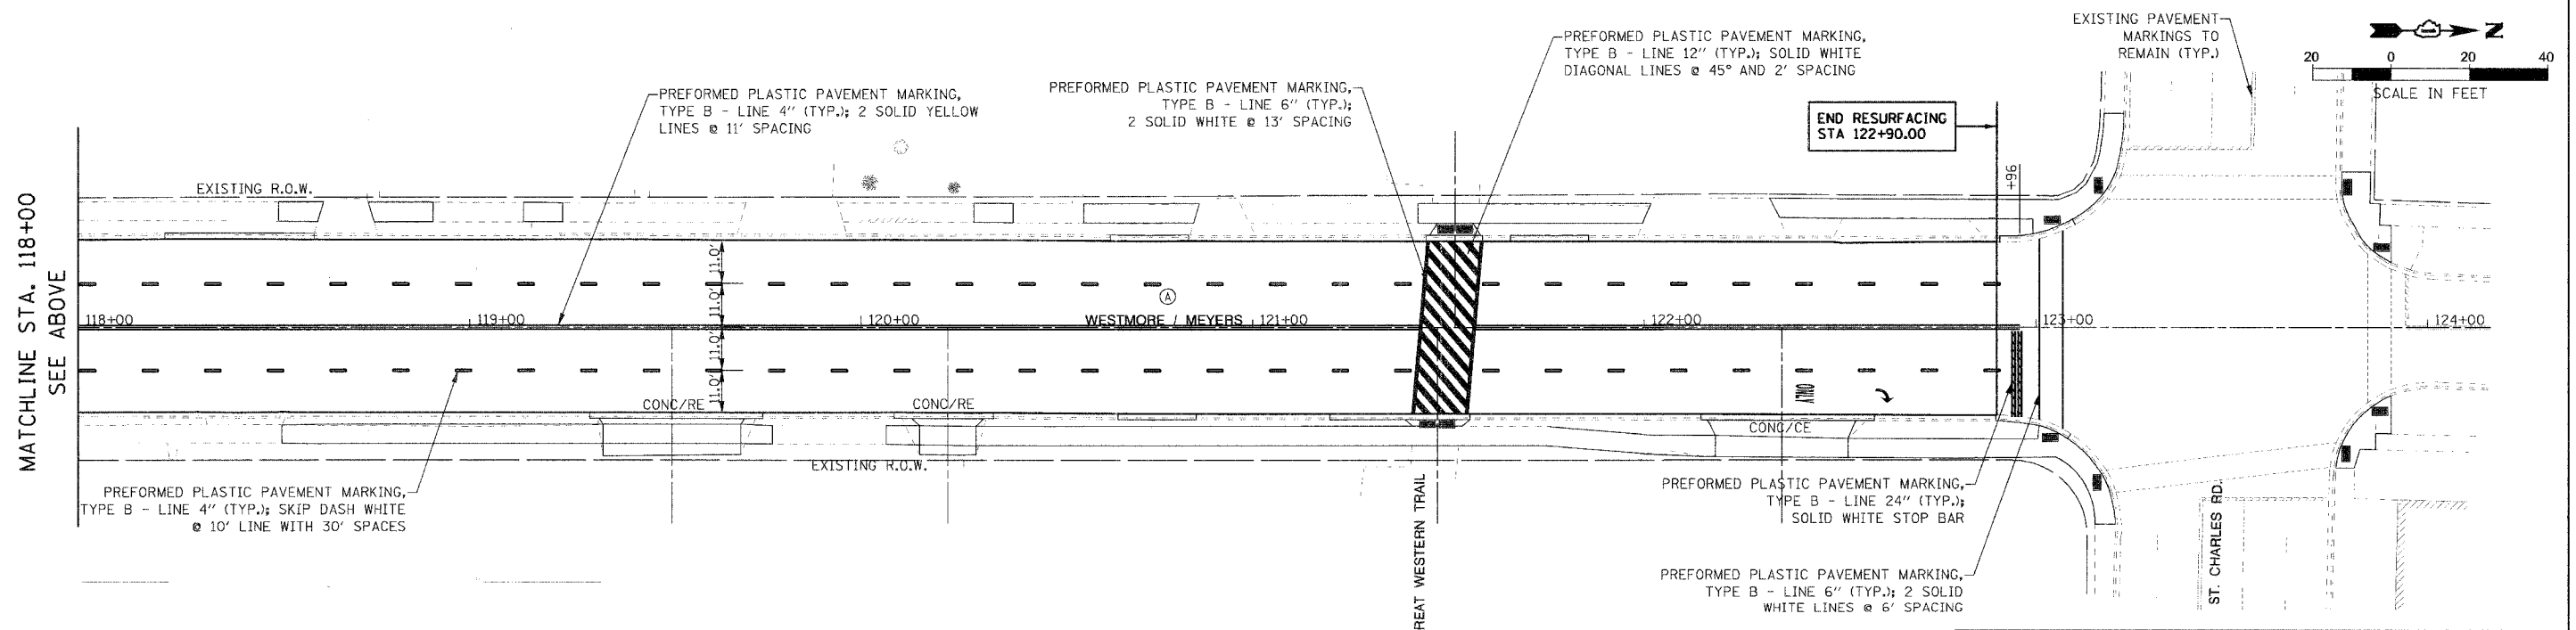 MATCHLINE STA. 118+00
SEE ABOVE
EXISTING R.O.W.
PREFORMED PLASTIC PAVEMENT MARKING,
TYPE B - LINE 4" (TYP.); 2 SOLID YELLOW
LINES @ 11' SPACING
PREFORMED PLASTIC PAVEMENT MARKING,
TYPE B - LINE 6" (TYP.);
2 SOLID WHITE @ 13' SPACING
PREFORMED PLASTIC PAVEMENT MARKING,
TYPE B - LINE 12" (TYP.); SOLID WHITE
DIAGONAL LINES @ 45° AND 2' SPACING
END RESURFACING
STA 122+90.00
EXISTING PAVEMENT
MARKINGS TO
REMAIN (TYP.)
N
20 0 20 40
SCALE IN FEET
+96
11.0'
11.0'
11.0'
11.0'
A
118+00
119+00
120+00
WESTMORE / MEYERS
121+00
122+00
123+00
124+00
ONLY
CONC/RE
CONC/RE
CONC/CE
EXISTING R.O.W.
PREFORMED PLASTIC PAVEMENT MARKING,
TYPE B - LINE 4" (TYP.); SKIP DASH WHITE
@ 10' LINE WITH 30' SPACES
REAT WESTERN TRAIL
PREFORMED PLASTIC PAVEMENT MARKING,
TYPE B - LINE 24" (TYP.);
SOLID WHITE STOP BAR
PREFORMED PLASTIC PAVEMENT MARKING,
TYPE B - LINE 6" (TYP.); 2 SOLID
WHITE LINES @ 6' SPACING
ST. CHARLES RD.